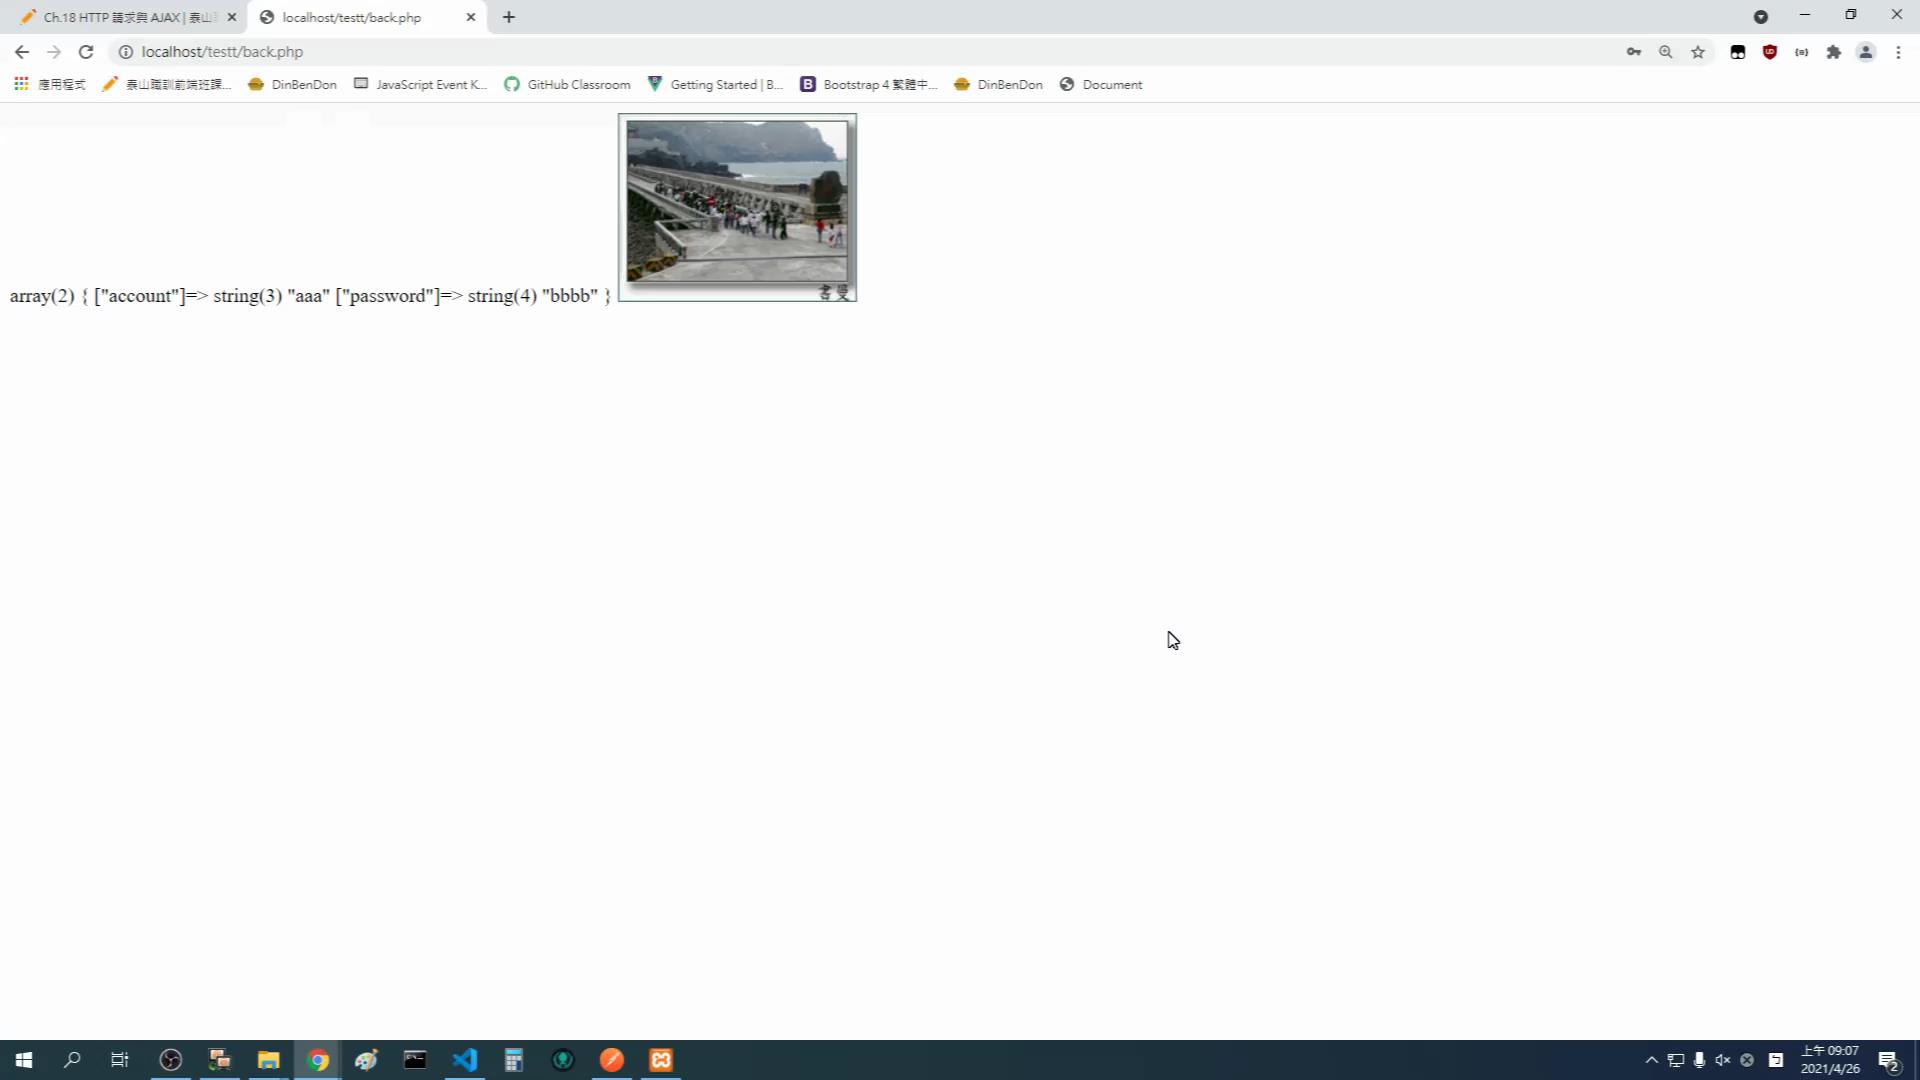 Ch.18 HTTP 請求與 AJAX | 泰山
localhost/testt/back.php
localhost/testt/back.php
應用程式
泰山職訓前端班課...
DinBenDon
JavaScript Event K...
GitHub Classroom
Getting Started | B...
Bootstrap 4 繁體中...
DinBenDon
Document
array(2) { ["account"]=> string(3) "aaa" ["password"]=> string(4) "bbbb" }
書曼
上午 09:07
2021/4/26
2